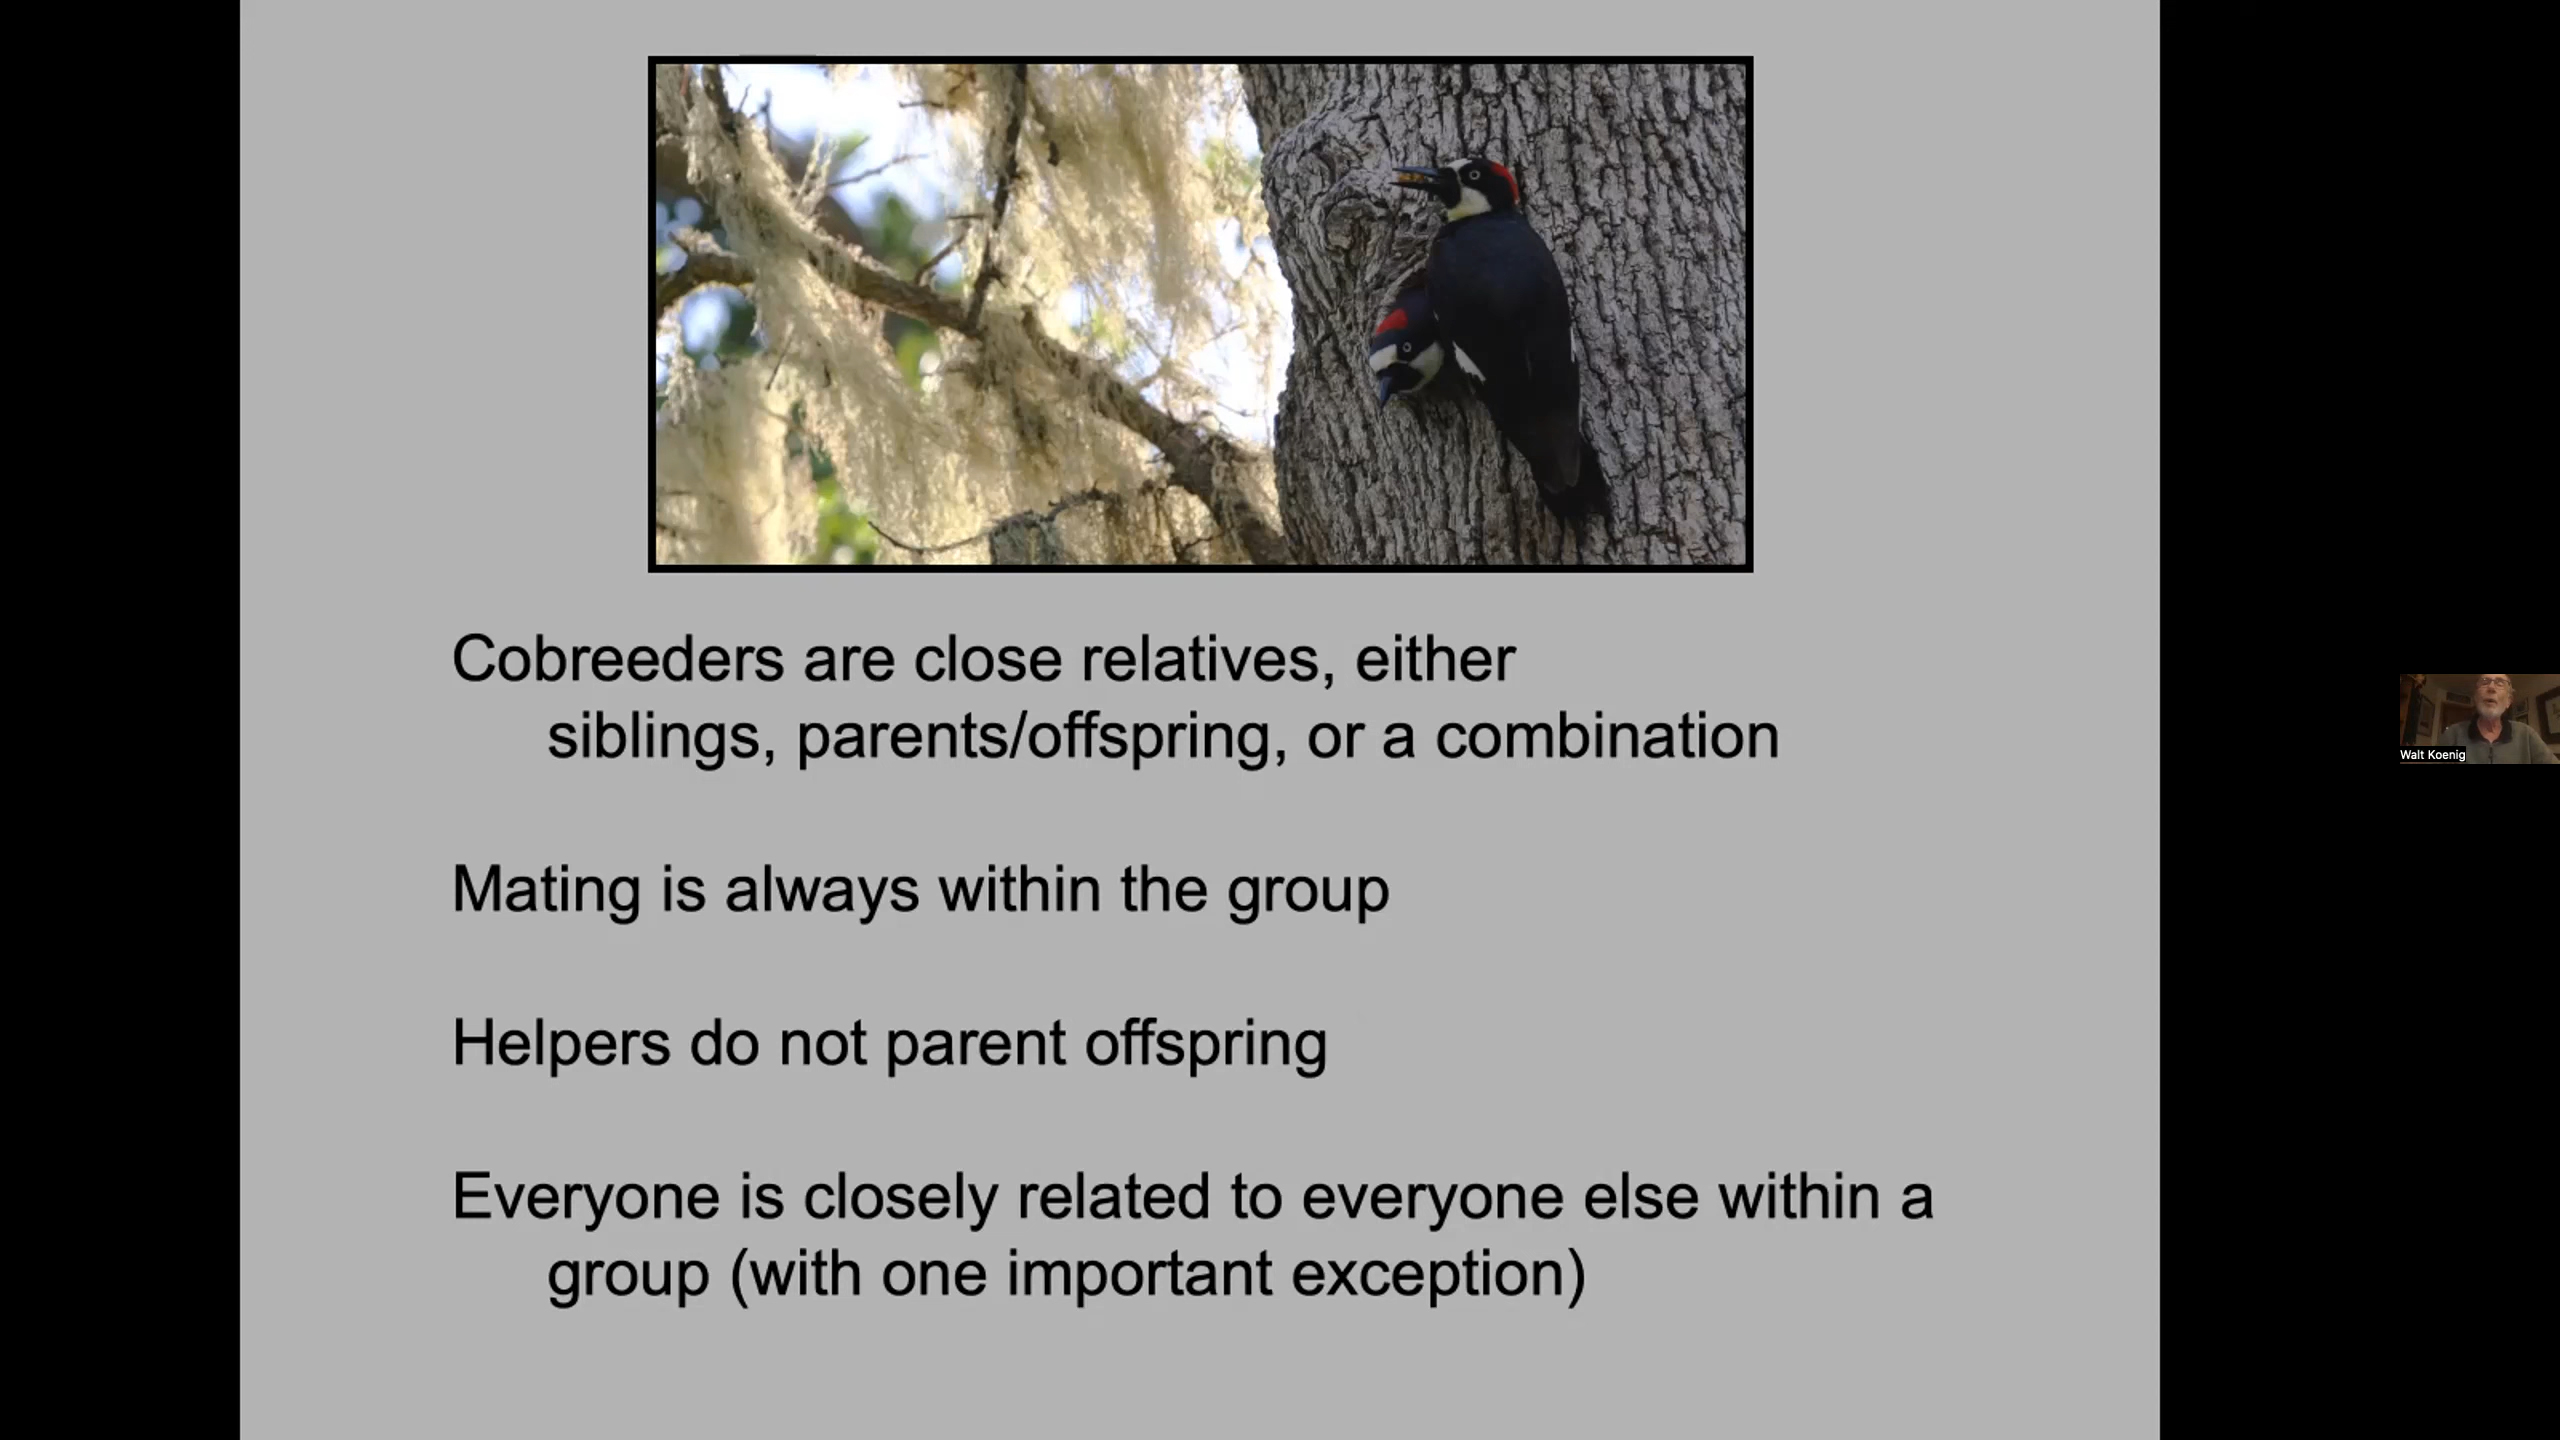 Cobreeders are close relatives, either
siblings, parents/offspring, or a combination
Walt Koenig
Mating is always within the group
Helpers do not parent offspring
Everyone is closely related to everyone else within a
group (with one important exception)